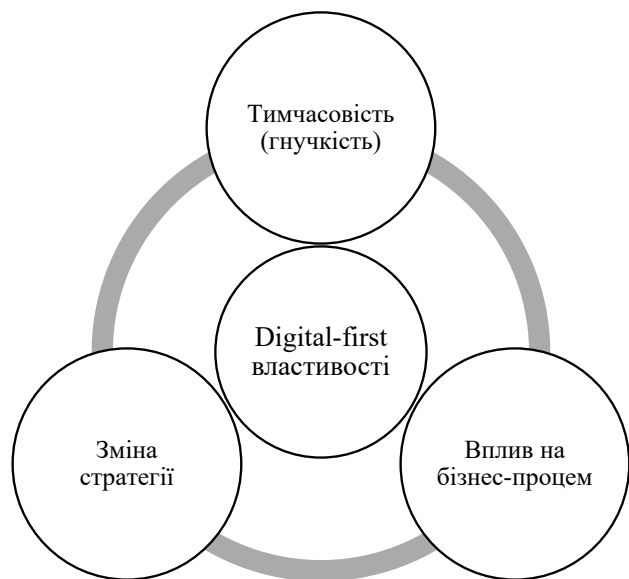 Тимчасовість
(гнучкість)
Digital-first
властивості
Зміна
стратегії
Вплив на
бізнес-процем